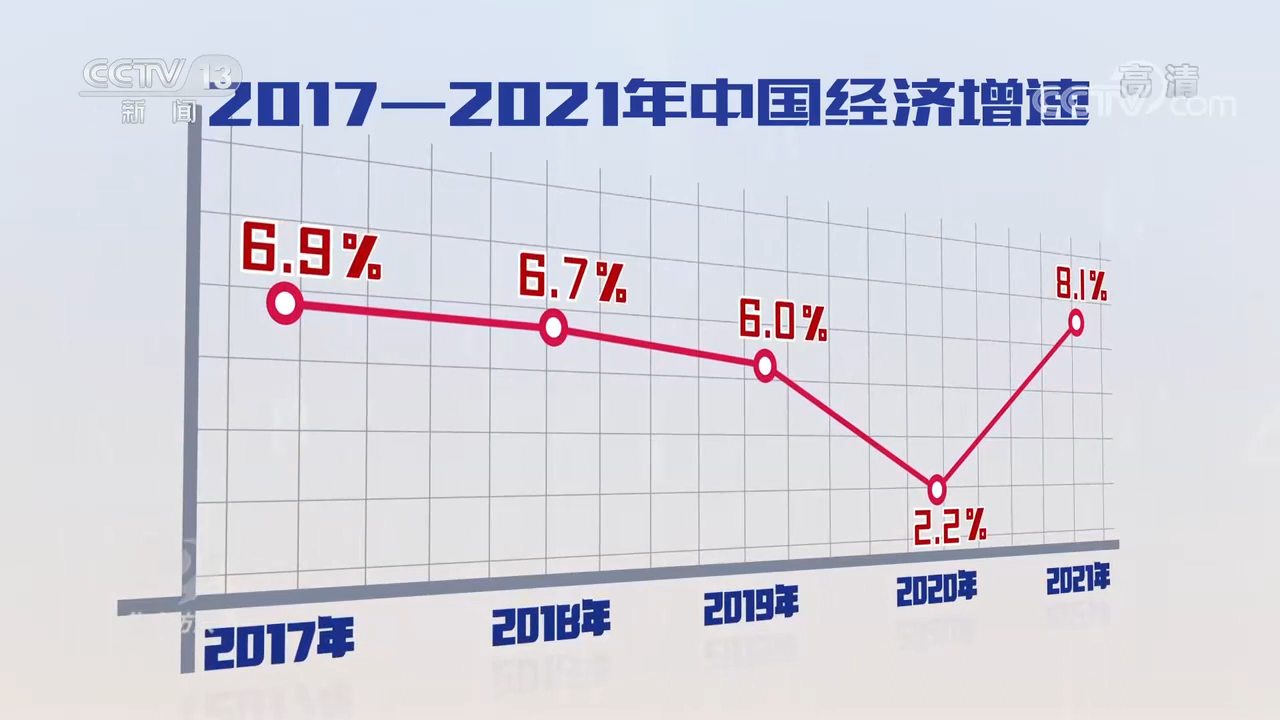 CCTV 13
新闻
高清
CCTV.com
2017—2021年中国经济增速
6.9%
6.7%
6.0%
2.2%
8.1%
2017年
2018年
2019年
2020年
2021年